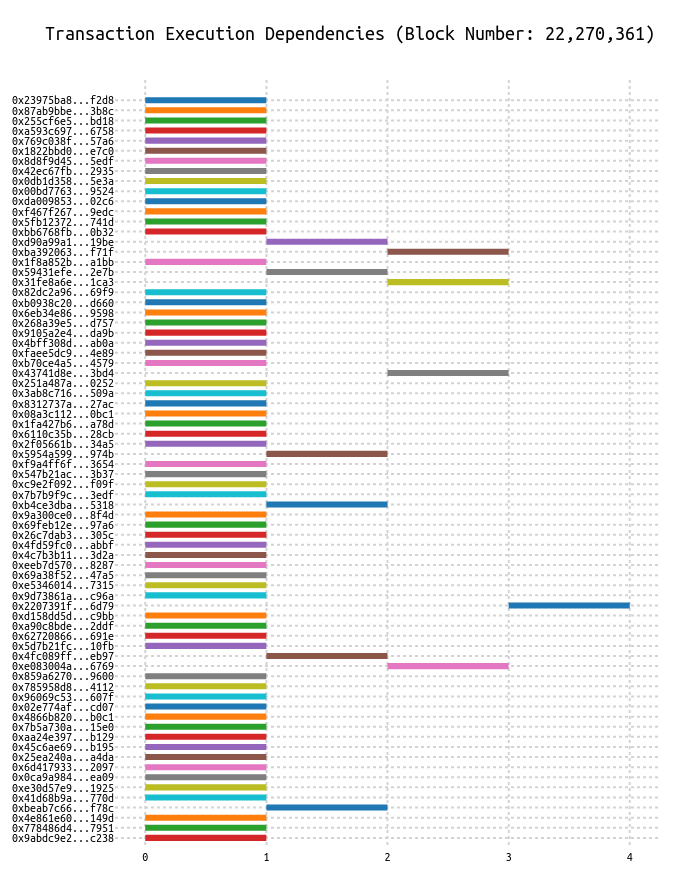 Transaction Execution Dependencies (Block Number: 22,270,361)
0x23975ba8...f2d8
0x87ab9bbe...3b8c
0x255cf6e5...bd18
0xa593c697...6758
0x769c038f...57a6
0x1822bbd0...e7c0
0x8d8f9d45...5edf
0x42ec67fb...2935
0x0db1d358...5e3a
0x00bd7763...9524
0xda009853...02c6
0xf467f267...9edc
0x5fb12372...741d
0xbb6768fb...0b32
0xd90a99a1...19be
0xba392063...f71f
0x1f8a852b...a1bb
0x59431efe...2e7b
0x31fe8a6e...1ca3
0x82dc2a96...69f9
0xb0938c20...d660
0x6eb34e86...9598
0x268a39e5...d757
0x9105a2e4...da9b
0x4bff308d...ab0a
0xfaee5dc9...4e89
0xb70ce4a5...4579
0x43741d8e...3bd4
0x251a487a...0252
0x3ab8c716...509a
0x8312737a...27ac
0x08a3c112...0bc1
0x1fa427b6...a78d
0x6110c35b...28cb
0x2f05661b...34a5
0x5954a599...974b
0xf9a4ff6f...3654
0x547b21ac...3b37
0xc9e2f092...f09f
0x7b7b9f9c...3edf
0xb4ce3dba...5318
0x9a300ce0...8f4d
0x69feb12e...97a6
0x26c7dab3...305c
0x4fd59fc0...abbf
0x4c7b3b11...3d2a
0xeeb7d570...8287
0x69a38f52...47a5
0xe5346014...7315
0x9d73861a...c96a
0x2207391f...6d79
0xd158dd5d...c9bb
0xa90c8bde...2ddf
0x62720866...691e
0x5d7b21fc...10fb
0x4fc089ff...eb97
0xe083004a...6769
0x859a6270...9600
0x785958d8...4112
0x96069c53...607f
0x02e774af...cd07
0x4866b820...b0c1
0x7b5a730a...15e0
0xaa24e397...b129
0x45c6ae69...b195
0x25ea240a...a4da
0x6d417933...2097
0x0ca9a984...ea09
0xe30d57e9...1925
0x41d68b9a...770d
0xbeab7c66...f78c
0x4e861e60...149d
0x778486d4...7951
0x9abdc9e2...c238
0 1 2 3 4